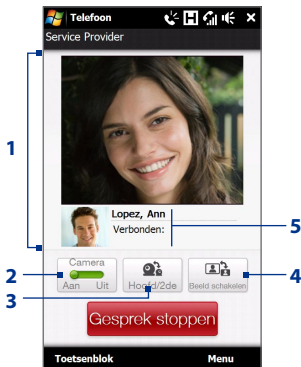 Telefoon
Service Provider
1
Lopez, Ann
Verbonden:
5
Camera
Aan Uit
2
Hoofd/2de
3
Beeld schakelen
4
Gesprek stoppen
Toetsenblok Menu